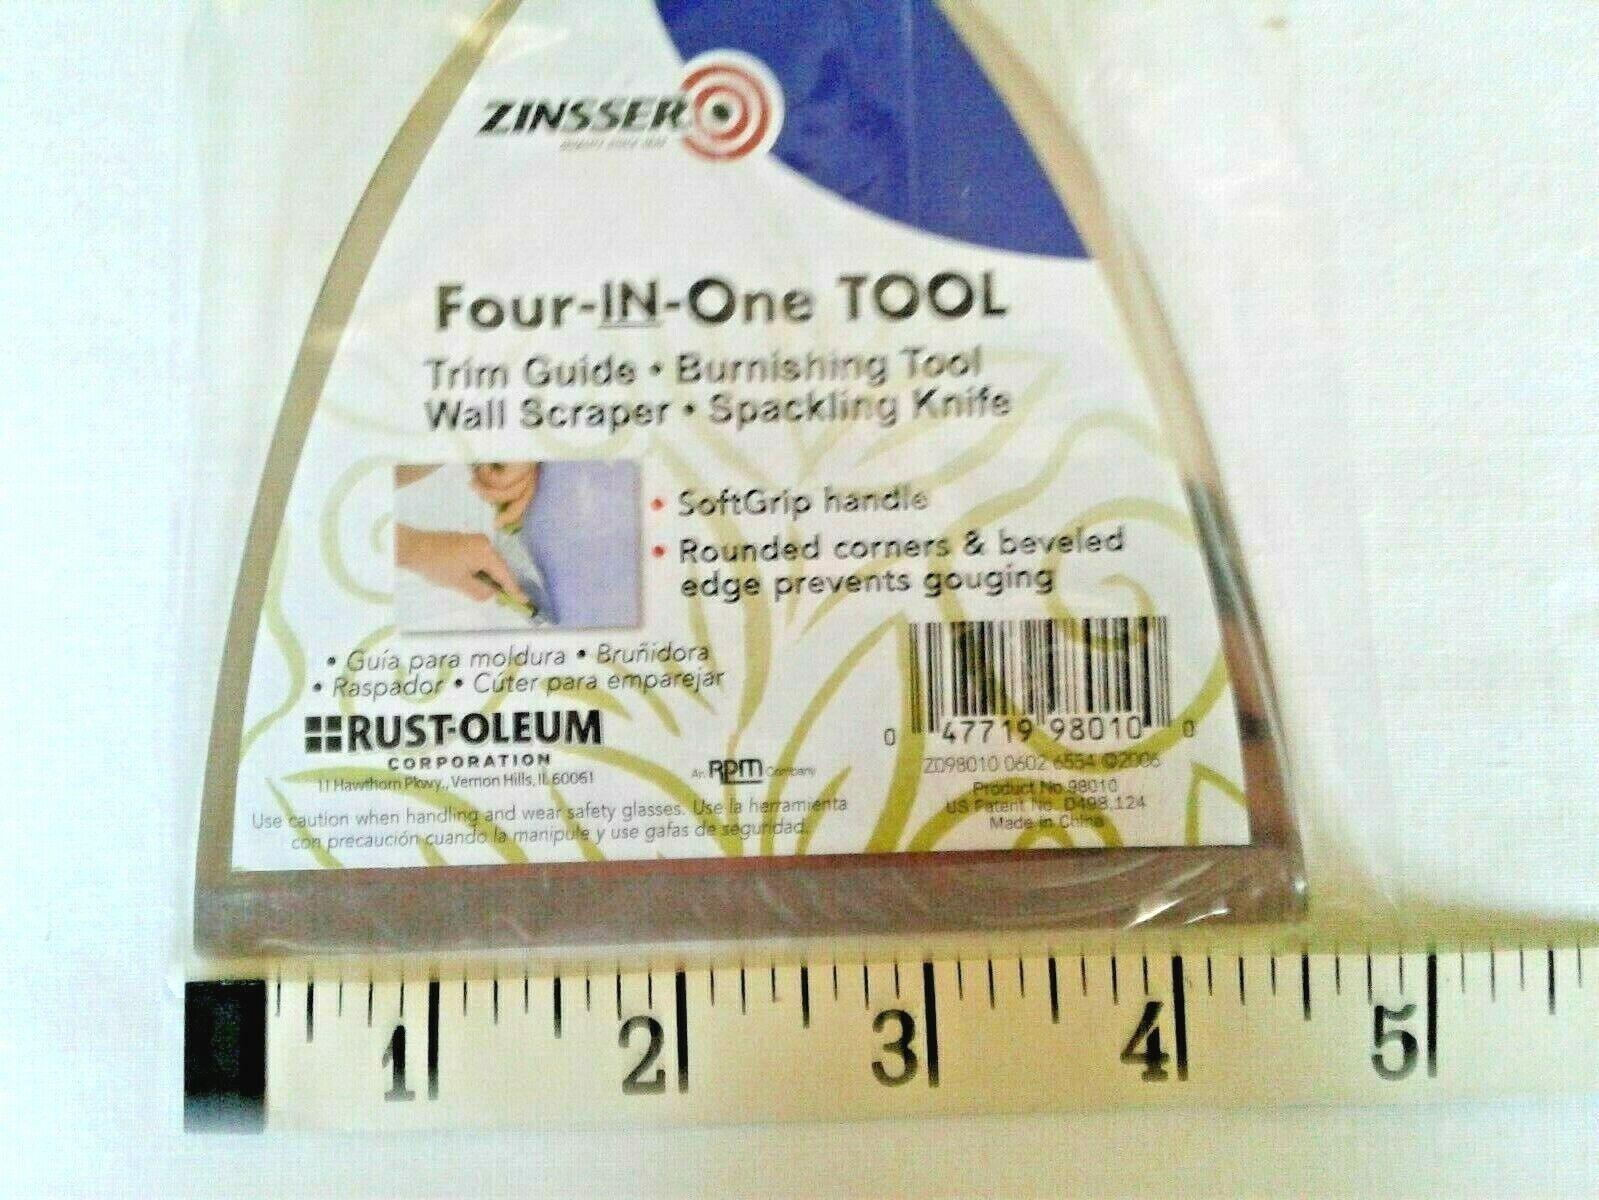 ZINSSER
Four-IN-One TOOL
Trim Guide • Burnishing Tool
Wall Scraper • Spackling Knife
• SoftGrip handle
• Rounded corners & beveled
edge prevents gouging
• Guía para moldura • Bruñidora
• Raspador • Cúter para emparejar
RUST-OLEUM
CORPORATION
11 Hawthorn Pkwy., Vernon Hills, IL 60061
An RPM Company
Use caution when handling and wear safety glasses. Use la herramienta
con precaución cuando la manipule y use gafas de seguridad.
0 47719 98010 0
Z098010 0602 6554 ©2006
Product No. 98010
US Patent No. D498,124
Made in China
1 2 3 4 5